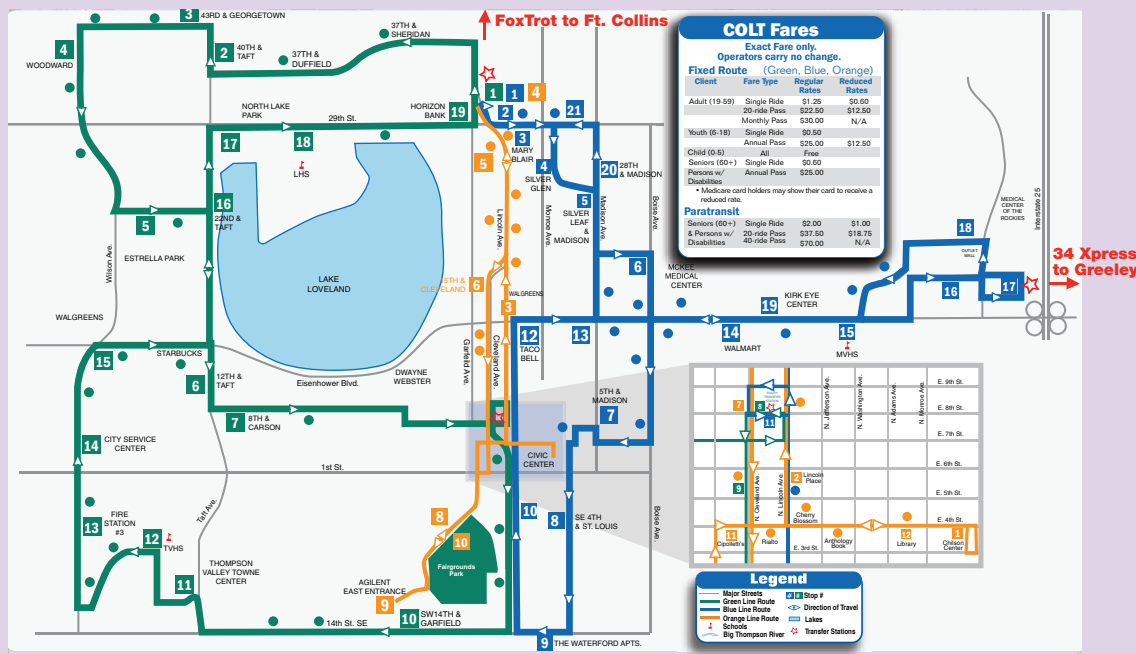 FoxTrot to Ft. Collins
3
43RD & GEORGETOWN
4
WOODWARD
2
40TH &
TAFT
37TH &
DUFFIELD
37TH &
SHERIDAN
NORTH LAKE
PARK
29th St.
HORIZON
BANK
19
1
1
4
2
21
3
MARY
BLAIR
17
18
LHS
5
4
SILVER
GLEN
20
28TH
& MADISON
5
SILVER
LEAF
&
MADISON
16
22ND &
TAFT
5
ESTRELLA PARK
Wilson Ave.
Lincoln Ave.
Monroe Ave.
Madison Ave.
Boise Ave.
LAKE
LOVELAND
6
CLEVELAND
WALGREENS
3
6
MCKEE
MEDICAL
CENTER
WALGREENS
15
STARBUCKS
6
12TH &
TAFT
Eisenhower Blvd.
DWAYNE
WEBSTER
Garfeild Ave.
Cleveland Ave.
12
TACO
BELL
13
19
KIRK EYE
CENTER
14
WALMART
15
MVHS
16
17
18
OUTLET
MALL
MEDICAL
CENTER
OF THE
ROCKIES
Interstate 25
34 Xpress
to Greeley
7
8TH &
CARSON
5TH &
MADISON
7
14
CITY SERVICE
CENTER
1st St.
CIVIC
CENTER
Taft Ave.
13
FIRE
STATION
#3
12
TVHS
11
THOMPSON
VALLEY TOWNE
CENTER
8
10
Fairgrounds
Park
AGILENT
EAST ENTRANCE
9
10
SW14TH &
GARFIELD
14th St. SE
10
8
SE 4TH
& ST. LOUIS
Boise Ave.
9
THE WATERFORD APTS.
COLT Fares
Exact Fare only.
Operators carry no change.
Fixed Route (Green, Blue, Orange)
Client Fare Type Regular Rates Reduced Rates
Adult (19-59) Single Ride $1.25 $0.60
20-ride Pass $22.50 $12.50
Monthly Pass $30.00 N/A
Youth (6-18) Single Ride $0.50
Annual Pass $25.00 $12.50
Child (0-5) All Free
Seniors (60+) Single Ride $0.60
Persons w/ Annual Pass $25.00
Disabilities
• Medicare card holders may show their card to receive a
reduced rate.
Paratransit
Seniors (60+) Single Ride $2.00 $1.00
& Persons w/ 20-ride Pass $37.50 $18.75
Disabilities 40-ride Pass $70.00 N/A
E. 9th St.
E. 8th St.
E. 7th St.
E. 6th St.
E. 5th St.
E. 4th St.
E. 3rd St.
N. Cleveland Ave.
N. Lincoln Ave.
N. Jefferson Ave.
N. Washington Ave.
N. Adams Ave.
N. Monroe Ave.
7
8
11
9
2
Lincoln
Place
Cherry
Blossom
11
Cipolletti's
Rialto
Anthology
Book
12
Library
1
Chilson
Center
Legend
Major Streets
Green Line Route
Blue Line Route
Orange Line Route
Schools
Big Thompson River
# # Stop #
Direction of Travel
Lakes
Transfer Stations